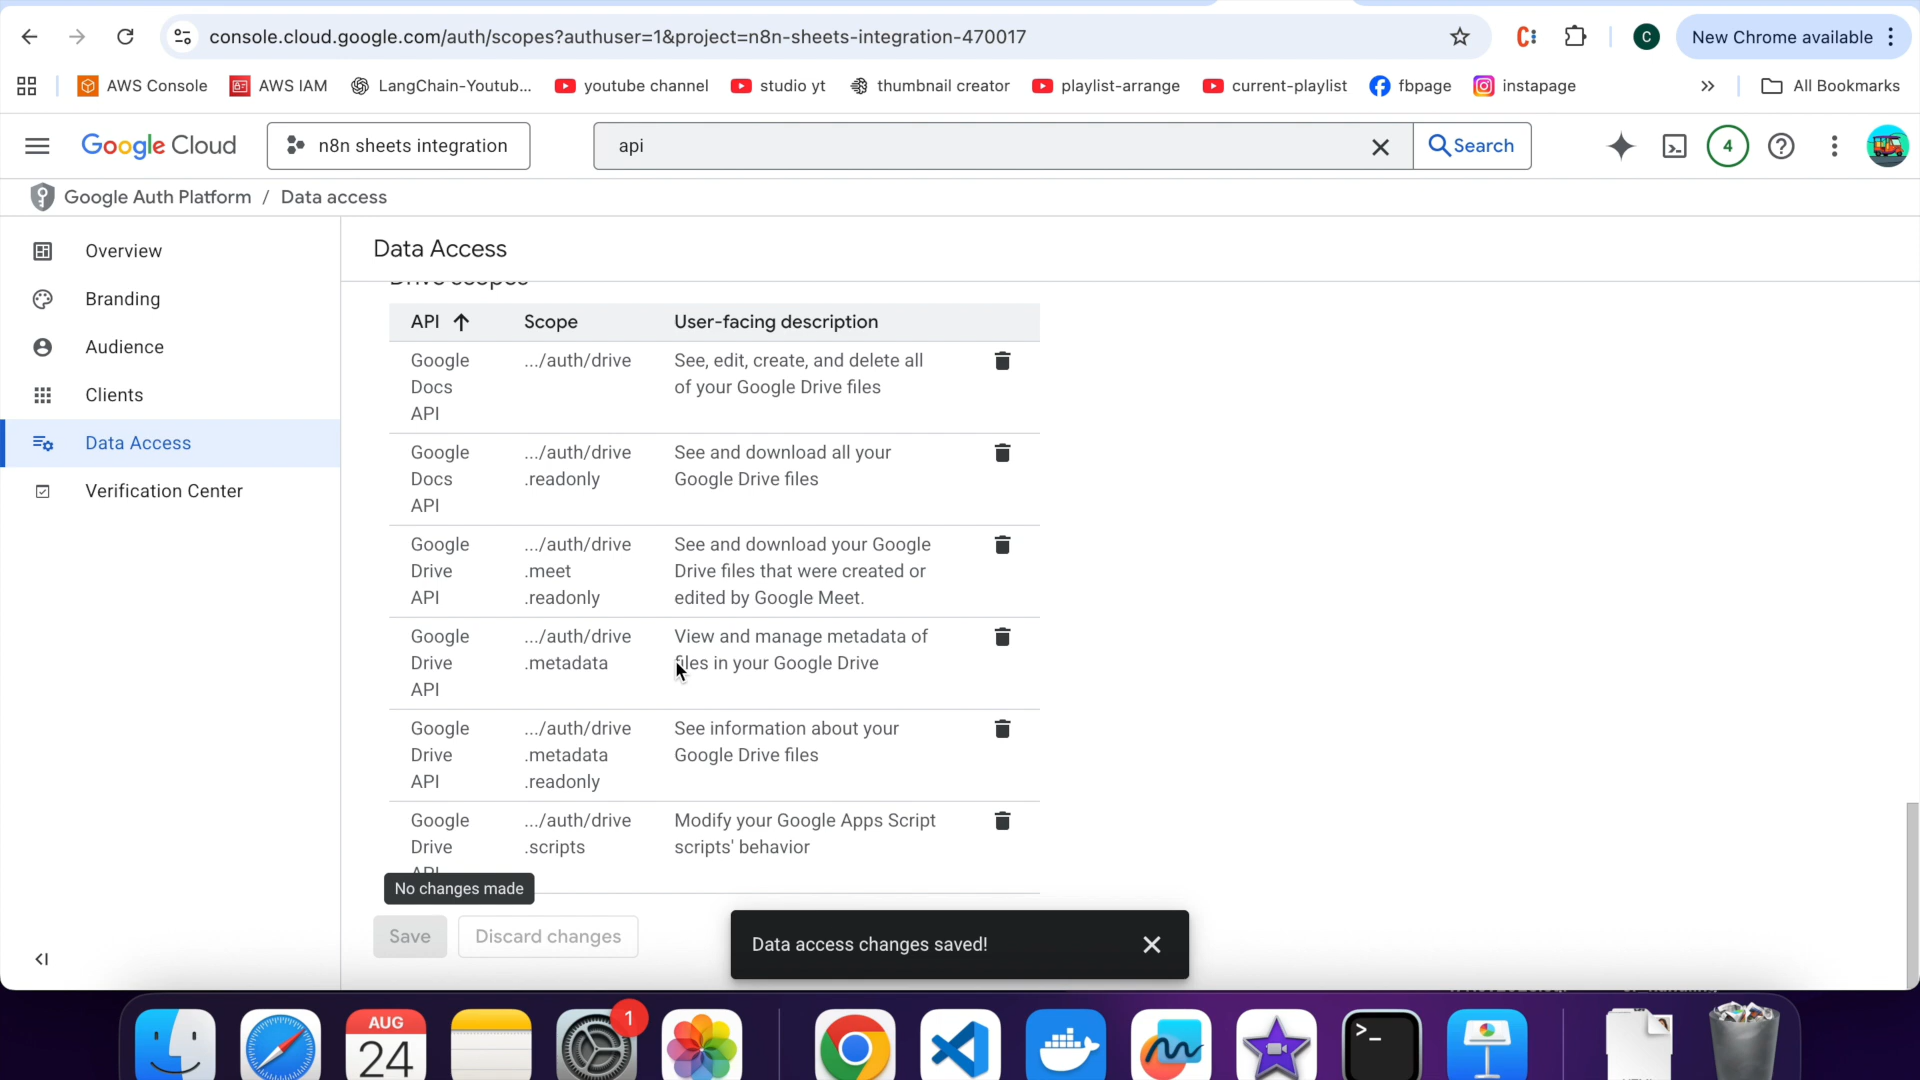 console.cloud.google.com/auth/scopes?authuser=1&project=n8n-sheets-integration-470017
C
New Chrome available
AWS Console
AWS IAM
LangChain-Youtub...
youtube channel
studio yt
thumbnail creator
playlist-arrange
current-playlist
fbpage
instapage
All Bookmarks
Google Cloud
n8n sheets integration
api
Search
4
Google Auth Platform / Data access
Overview
Branding
Audience
Clients
Data Access
Verification Center
Data Access
Drive scopes
API Scope User-facing description
Google .../auth/drive See, edit, create, and delete all
Docs of your Google Drive files
API
Google .../auth/drive See and download all your
Docs .readonly Google Drive files
API
Google .../auth/drive See and download your Google
Drive .meet Drive files that were created or
API .readonly edited by Google Meet.
Google .../auth/drive View and manage metadata of
Drive .metadata files in your Google Drive
API
Google .../auth/drive See information about your
Drive .metadata Google Drive files
API .readonly
Google .../auth/drive Modify your Google Apps Script
Drive .scripts scripts' behavior
API
No changes made
Save
Discard changes
Data access changes saved!
1
AUG
24